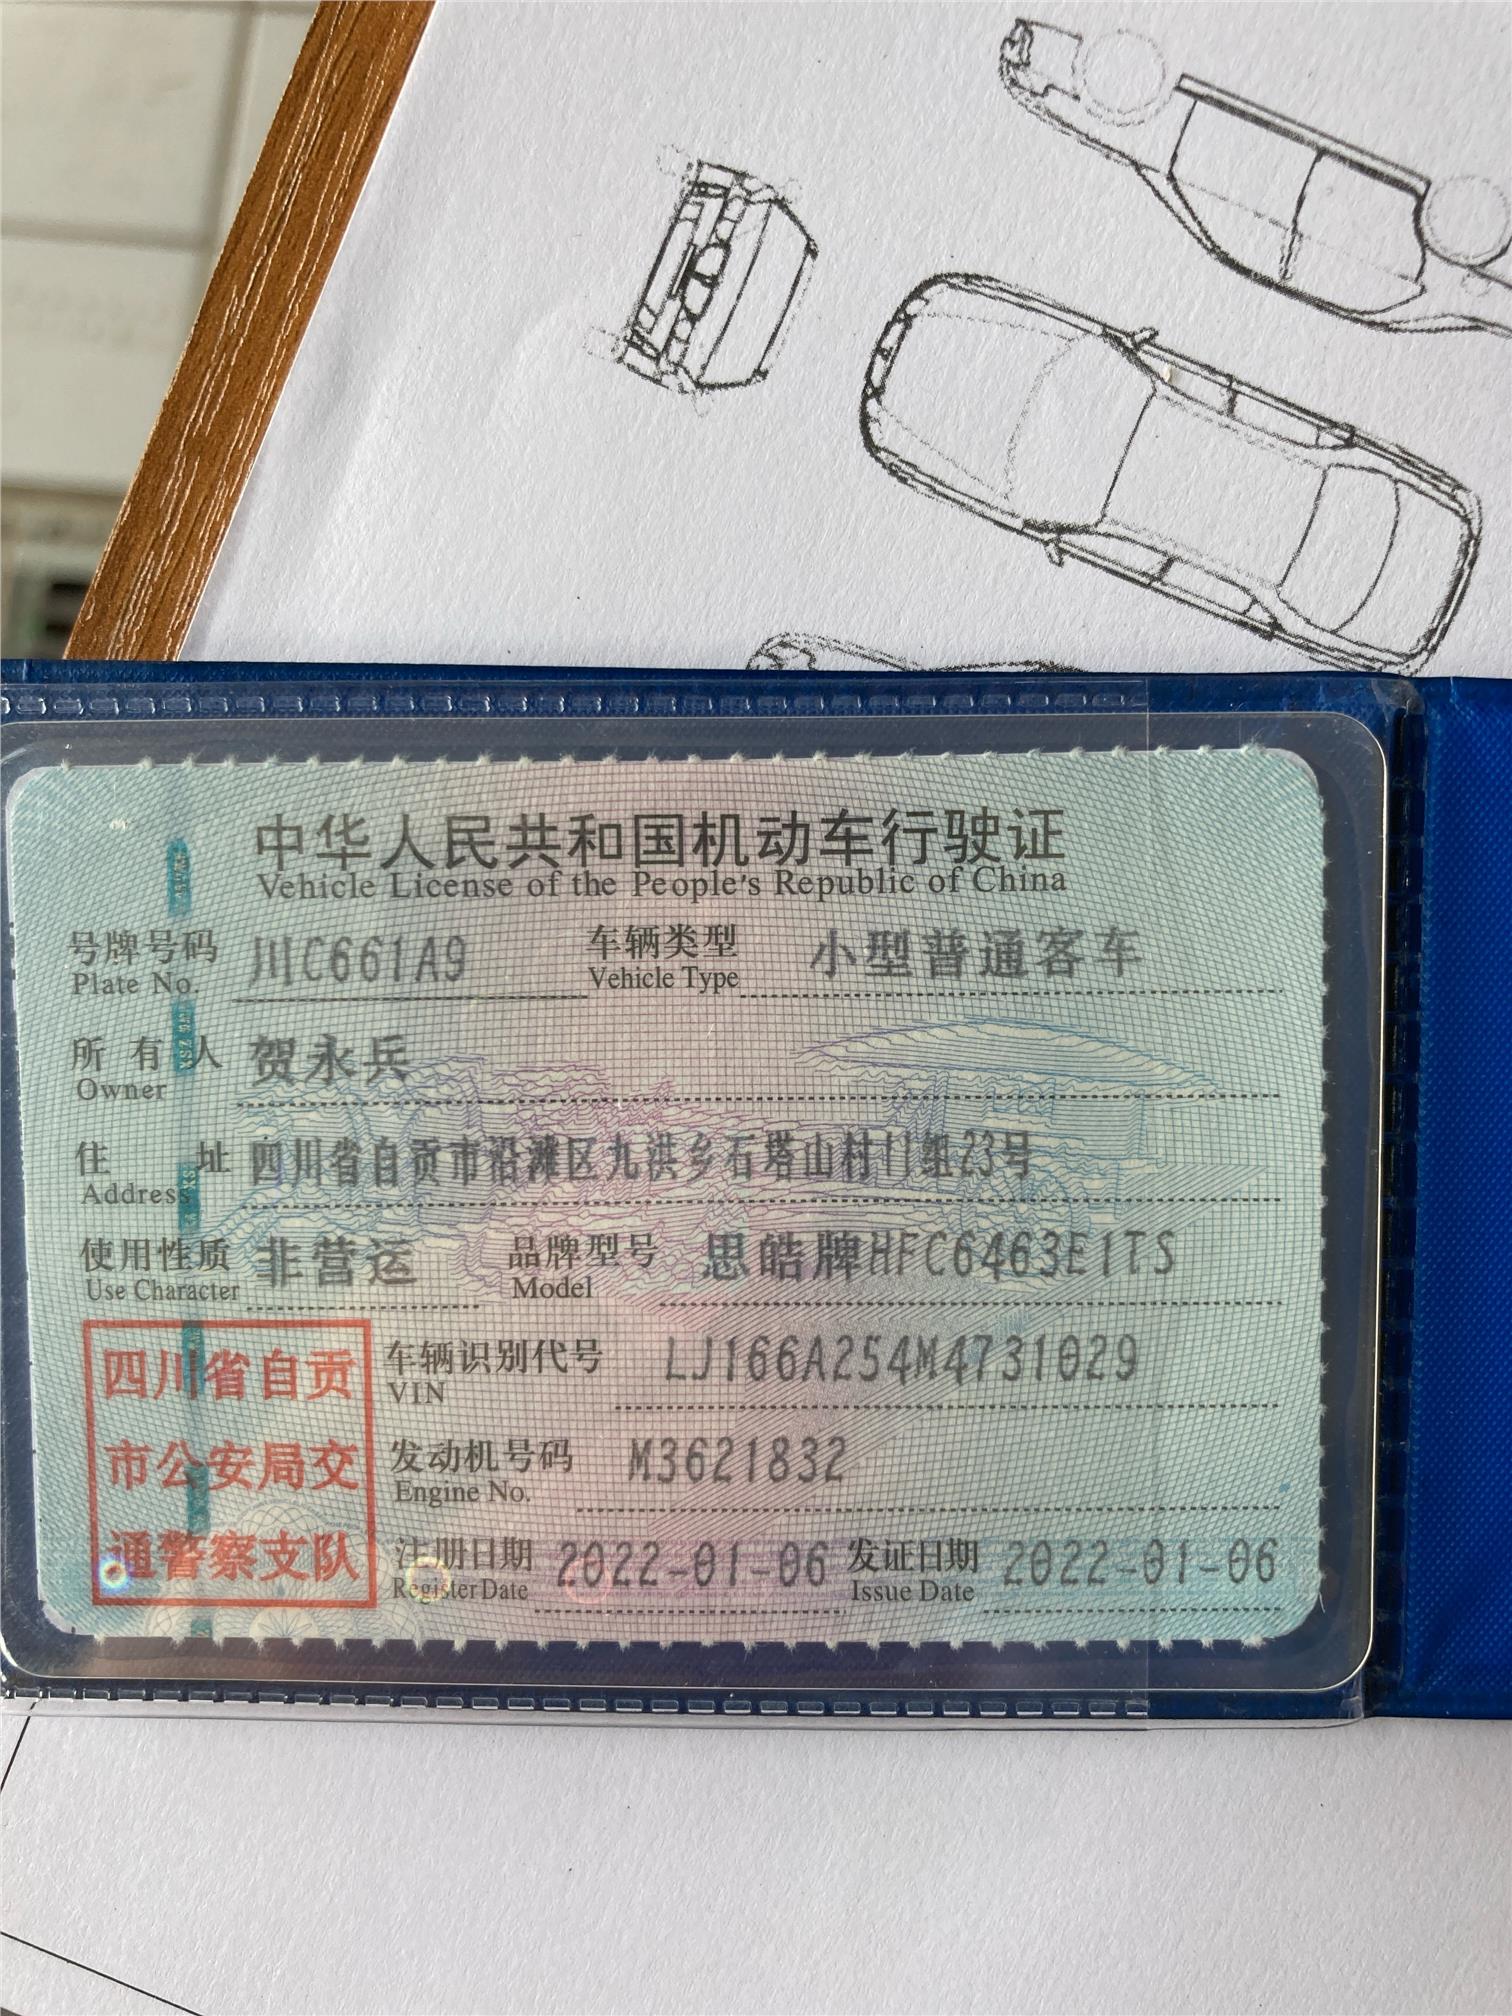 中华人民共和国机动车行驶证
Vehicle License of the People's Republic of China
号牌号码 川C661A9 车辆类型 小型普通客车
Plate No. Vehicle Type
所有人 贺永兵
Owner
住址 四川省自贡市沿滩区九洪乡石塔山村11组23号
Address
使用性质 非营运 品牌型号 思皓牌HFC6463E1TS
Use Character Model
四川省自贡
市公安局交
通警察支队
车辆识别代号 LJ166A254M4731029
VIN
发动机号码 M3621832
Engine No.
注册日期 2022-01-06 发证日期 2022-01-06
Register Date Issue Date